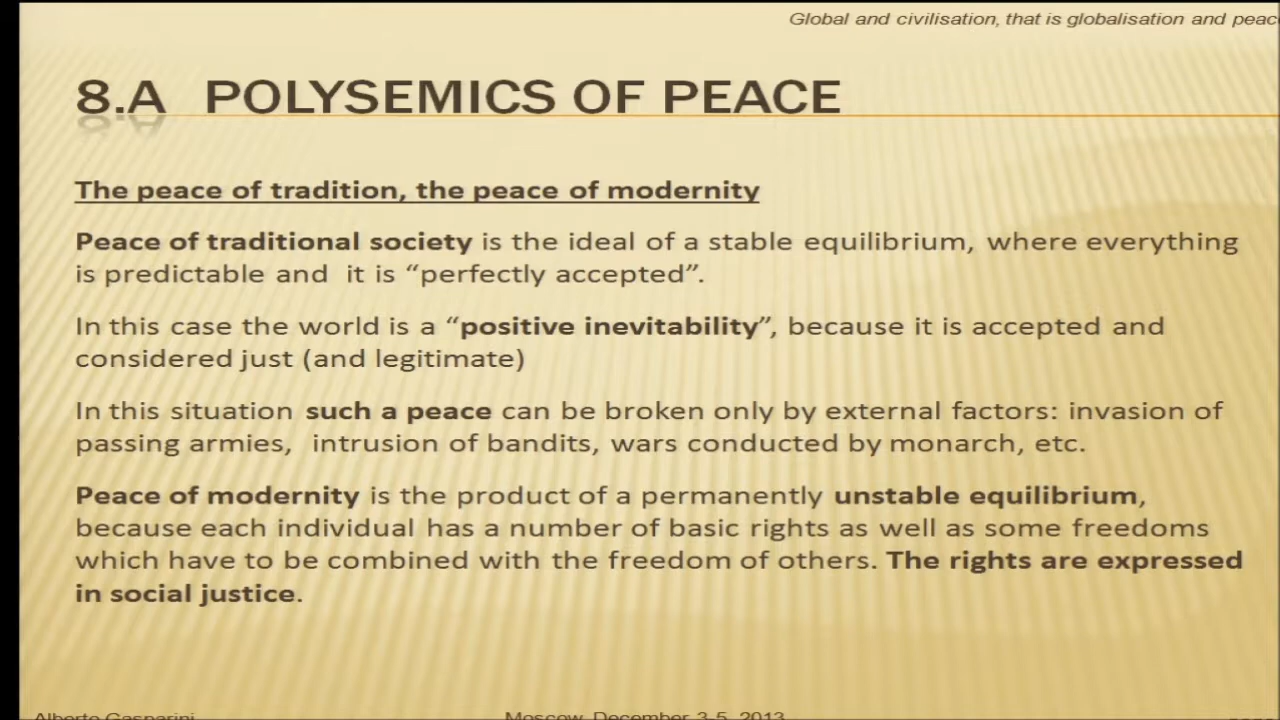 Global and civilisation, that is globalisation and peac
8.A POLYSEMICS OF PEACE
The peace of tradition, the peace of modernity
Peace of traditional society is the ideal of a stable equilibrium, where everything
is predictable and it is “perfectly accepted”.
In this case the world is a “positive inevitability”, because it is accepted and
considered just (and legitimate)
In this situation such a peace can be broken only by external factors: invasion of
passing armies, intrusion of bandits, wars conducted by monarch, etc.
Peace of modernity is the product of a permanently unstable equilibrium,
because each individual has a number of basic rights as well as some freedoms
which have to be combined with the freedom of others. The rights are expressed
in social justice.
Alberto Gasparini Moscow, December 3-5, 2013